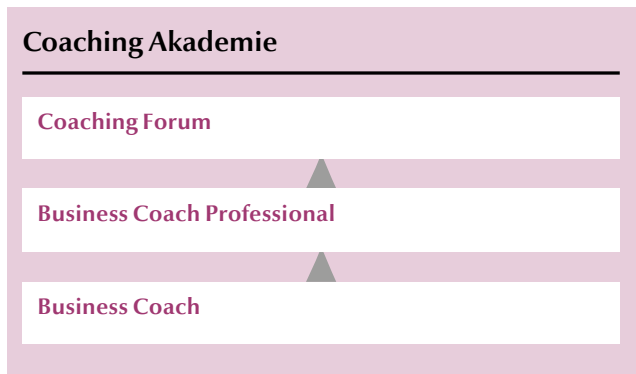 Coaching Akademie
Coaching Forum
Business Coach Professional
Business Coach